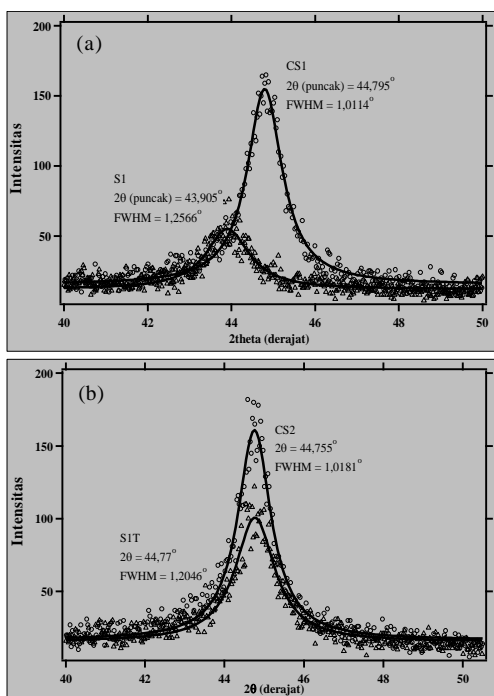 200
(a)
CS1
2θ (puncak) = 44,795°
FWHM = 1,0114°
150
Intensitas
100
S1
2θ (puncak) = 43,905°
FWHM = 1,2566°
50
40 42 44 46 48 50
2theta (derajat)
200
(b)
CS2
2θ = 44,755°
FWHM = 1,0181°
150
Intensitas
100
S1T
2θ = 44,77°
FWHM = 1,2046°
50
40 42 44 46 48 50
2θ (derajat)